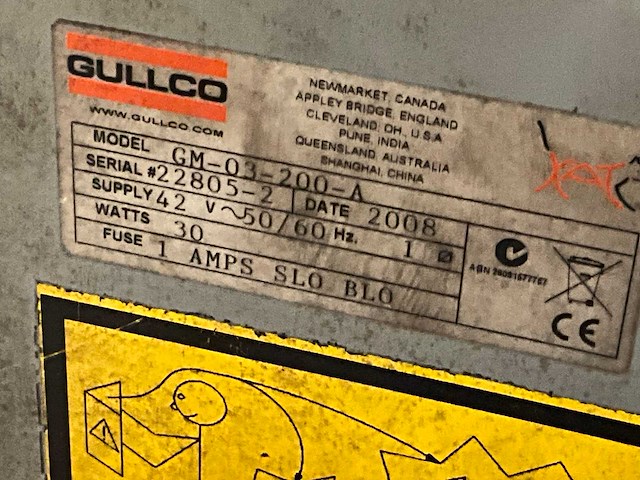 GULLCO
WWW.GULLCO.COM
NEWMARKET, CANADA
APPLEY BRIDGE, ENGLAND
CLEVELAND, OH., U.S.A
PUNE, INDIA
QUEENSLAND, AUSTRALIA
SHANGHAI, CHINA
MODEL GM-03-200-A
SERIAL #22805-2 DATE 2008
SUPPLY 42 V ~50/60 Hz. 1 Ø
WATTS 30
FUSE 1 AMPS SLO BLO
CE